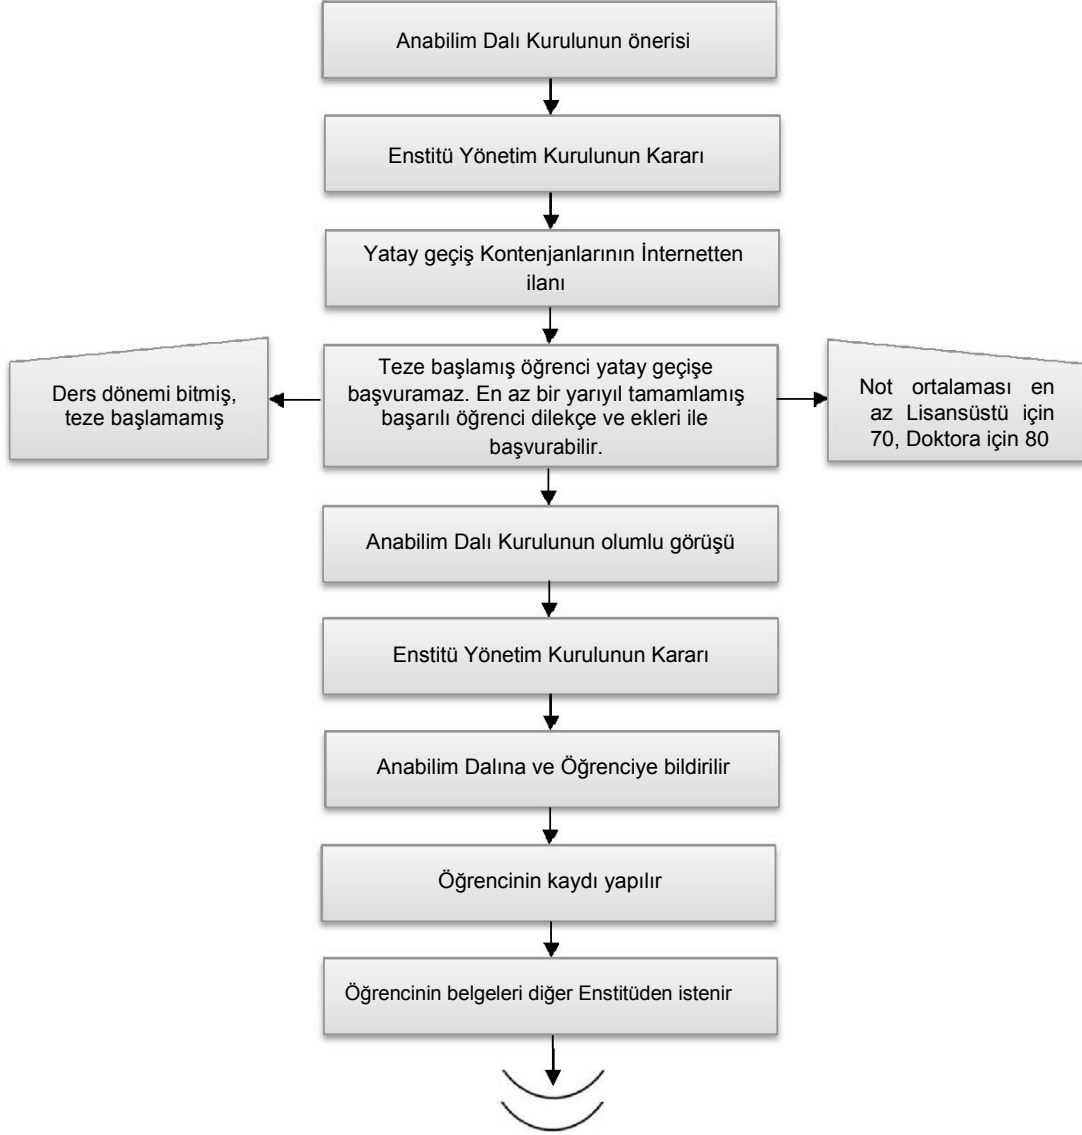 Anabilim Dalı Kurulunun önerisi
Enstitü Yönetim Kurulunun Kararı
Yatay geçiş Kontenjanlarının İnternetten
ilanı
Ders dönemi bitmiş,
teze başlamamış
Teze başlamış öğrenci yatay geçişe
başvuramaz. En az bir yarıyıl tamamlamış
başarılı öğrenci dilekçe ve ekleri ile
başvurabilir.
Not ortalaması en
az Lisansüstü için
70, Doktora için 80
Anabilim Dalı Kurulunun olumlu görüşü
Enstitü Yönetim Kurulunun Kararı
Anabilim Dalına ve Öğrenciye bildirilir
Öğrencinin kaydı yapılır
Öğrencinin belgeleri diğer Enstitüden istenir